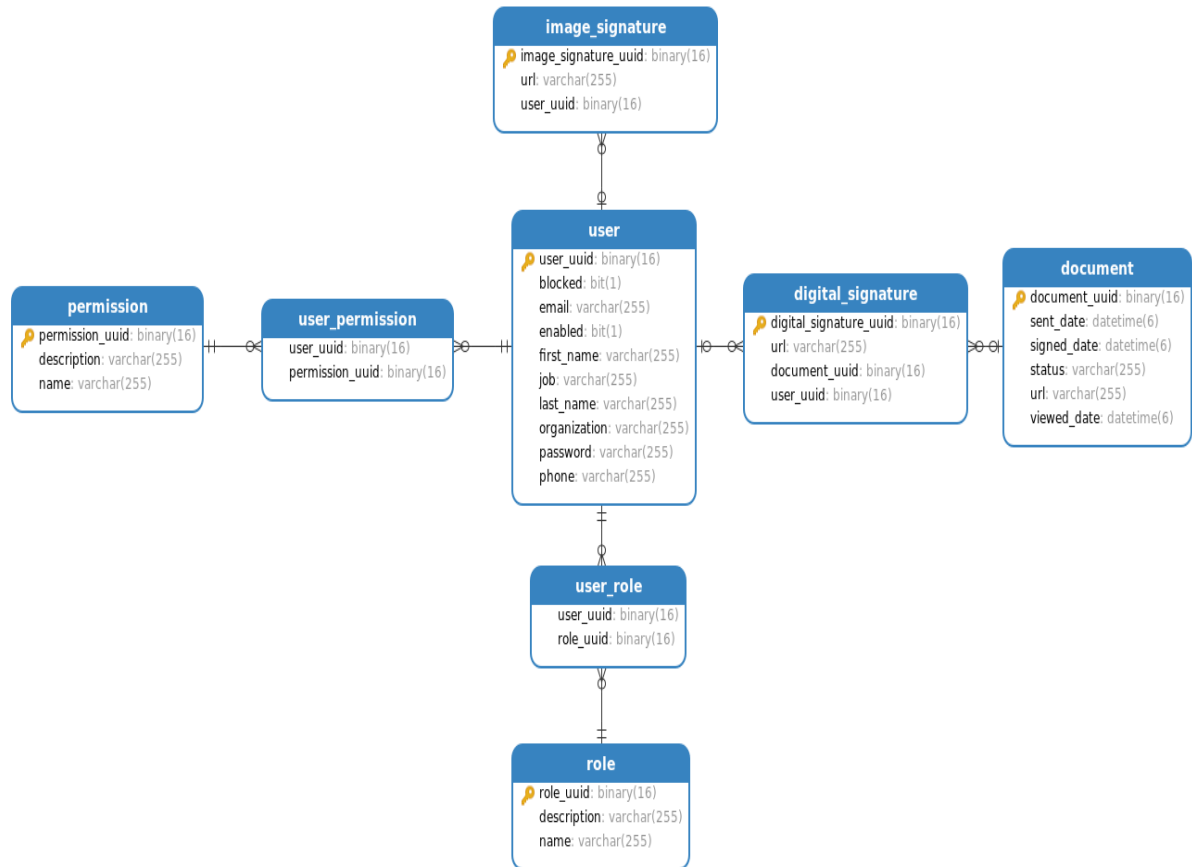 image_signature
image_signature_uuid: binary(16)
url: varchar(255)
user_uuid: binary(16)
user
user_uuid: binary(16)
blocked: bit(1)
email: varchar(255)
enabled: bit(1)
first_name: varchar(255)
job: varchar(255)
last_name: varchar(255)
organization: varchar(255)
password: varchar(255)
phone: varchar(255)
permission
permission_uuid: binary(16)
description: varchar(255)
name: varchar(255)
user_permission
user_uuid: binary(16)
permission_uuid: binary(16)
digital_signature
digital_signature_uuid: binary(16)
url: varchar(255)
document_uuid: binary(16)
user_uuid: binary(16)
document
document_uuid: binary(16)
sent_date: datetime(6)
signed_date: datetime(6)
status: varchar(255)
url: varchar(255)
viewed_date: datetime(6)
user_role
user_uuid: binary(16)
role_uuid: binary(16)
role
role_uuid: binary(16)
description: varchar(255)
name: varchar(255)